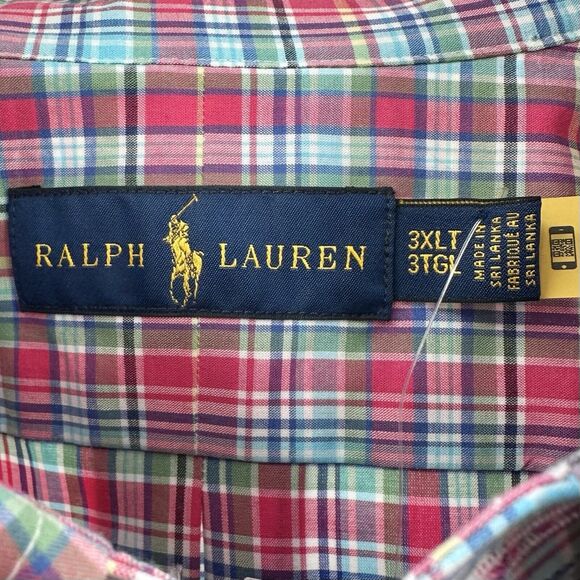 RALPH LAUREN
3XLT
3TGL
MADE IN
SRI LANKA
FABRIQUÉ AU
SRI LANKA